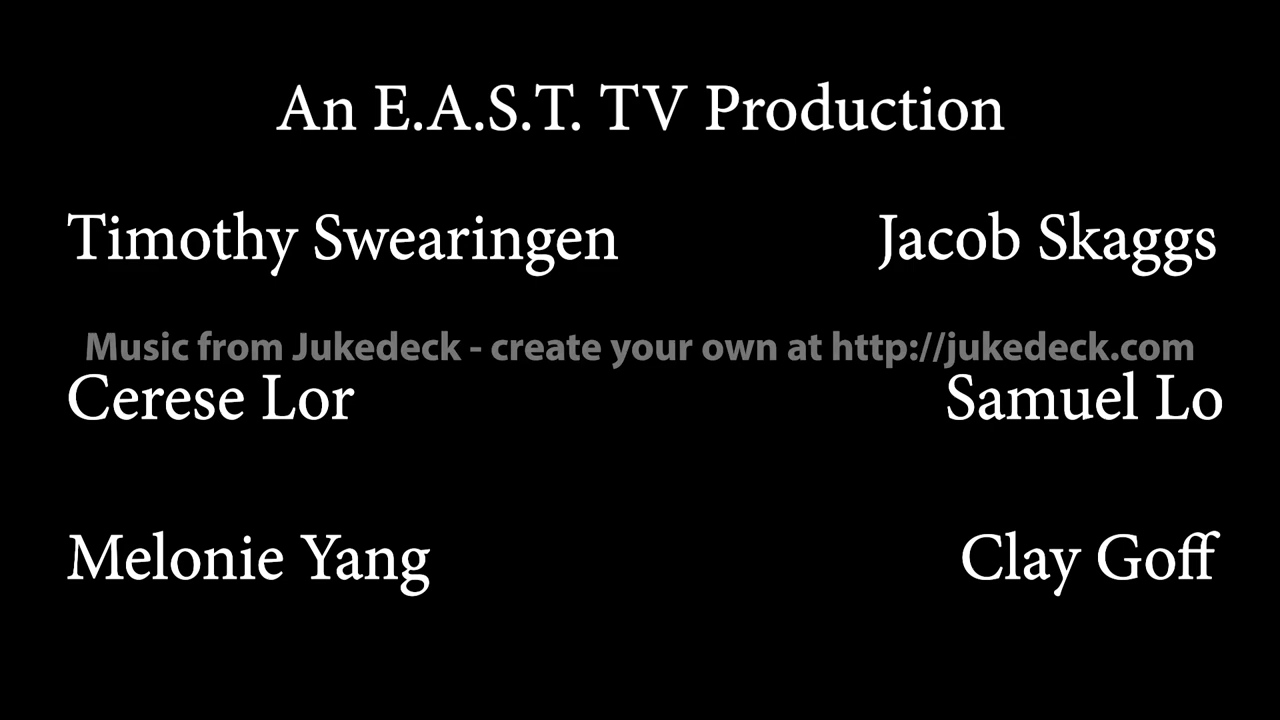 An E.A.S.T. TV Production
Timothy Swearingen Jacob Skaggs
Music from Jukedeck - create your own at http://jukedeck.com
Cerese Lor Samuel Lo
Melonie Yang Clay Goff